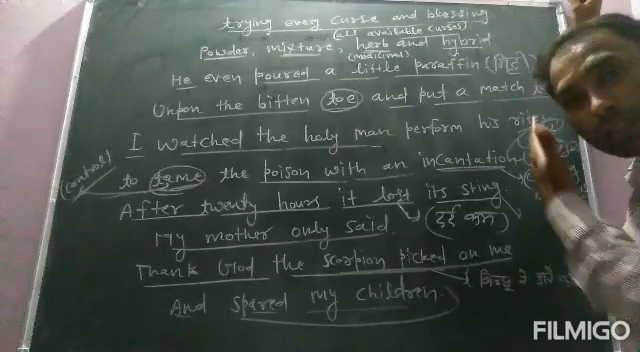 trying every curse and blessing
(all available curses)
Powder, mixture, herb and hybrid
(medicines)
He even poured a little paraffin
Unpon the bitten toe and put a match
I watched the holy man perform his
(control)
to tame the poison with an incantation
After twenty hours it lost its sting
(दर्द कम)
my mother only said
Thank God the scorpion picked on me
And spared my children.
FILMIGO